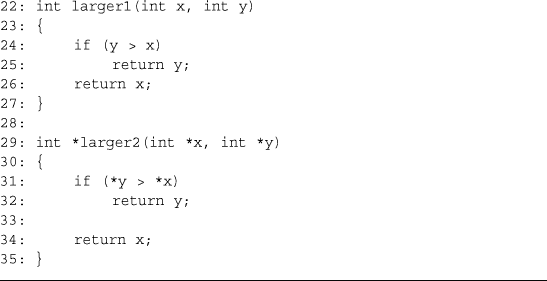 22: int larger1(int x, int y)
23: {
24:     if (y > x)
25:         return y;
26:     return x;
27: }
28:
29: int *larger2(int *x, int *y)
30: {
31:     if (*y > *x)
32:         return y;
33:
34:     return x;
35: }